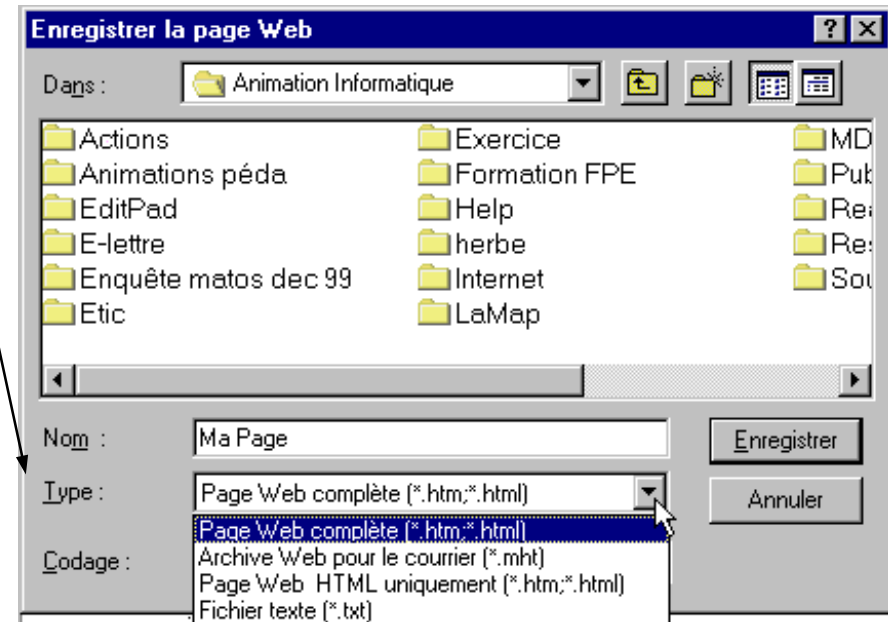 Enregistrer la page Web
Dans : Animation Informatique
Actions Exercice MD
Animations péda Formation FPE Pub
EditPad Help
E-lettre herbe
Enquête matos dec 99 Internet Sou
Etic LaMap
Nom : Ma Page Enregistrer
Type : Page Web complète (*.htm;*.html) Annuler
Page Web complète (*.htm;*.html)
Codage : Archive Web pour le courrier (*.mht)
Page Web HTML uniquement (*.htm;*.html)
Fichier texte (*.txt)